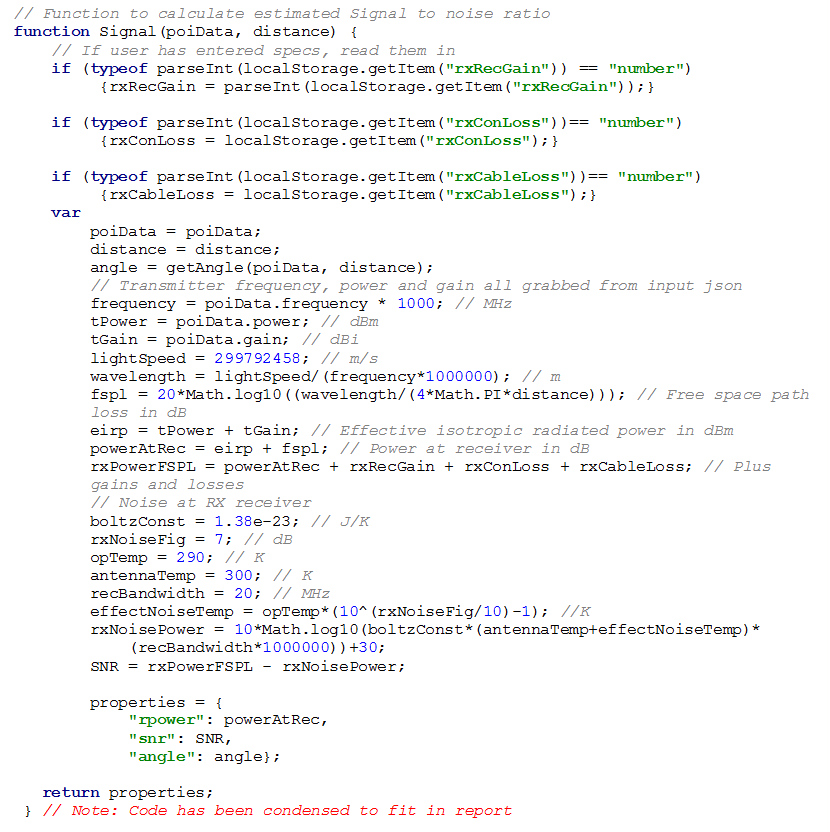 // Function to calculate estimated Signal to noise ratio
function Signal(poiData, distance) {
// If user has entered specs, read them in
if (typeof parseInt(localStorage.getItem("rxRecGain")) == "number")
{rxRecGain = parseInt(localStorage.getItem("rxRecGain"));}
if (typeof parseInt(localStorage.getItem("rxConLoss"))== "number")
{rxConLoss = localStorage.getItem("rxConLoss");}
if (typeof parseInt(localStorage.getItem("rxCableLoss"))== "number")
{rxCableLoss = localStorage.getItem("rxCableLoss");}
var
poiData = poiData;
distance = distance;
angle = getAngle(poiData, distance);
// Transmitter frequency, power and gain all grabbed from input json
frequency = poiData.frequency * 1000; // MHz
tPower = poiData.power; // dBm
tGain = poiData.gain; // dBi
lightSpeed = 299792458; // m/s
wavelength = lightSpeed/(frequency*1000000); // m
fspl = 20*Math.log10((wavelength/(4*Math.PI*distance))); // Free space path
loss in dB
eirp = tPower + tGain; // Effective isotropic radiated power in dBm
powerAtRec = eirp + fspl; // Power at receiver in dB
rxPowerFSPL = powerAtRec + rxRecGain + rxConLoss + rxCableLoss; // Plus
gains and losses
// Noise at RX receiver
boltzConst = 1.38e-23; // J/K
rxNoiseFig = 7; // dB
opTemp = 290; // K
antennaTemp = 300; // K
recBandwidth = 20; // MHz
effectNoiseTemp = opTemp*(10^(rxNoiseFig/10)-1); //K
rxNoisePower = 10*Math.log10(boltzConst*(antennaTemp+effectNoiseTemp)*
(recBandwidth*1000000))+30;
SNR = rxPowerFSPL - rxNoisePower;
properties = {
"rpower": powerAtRec,
"snr": SNR,
"angle": angle};
return properties;
} // Note: Code has been condensed to fit in report